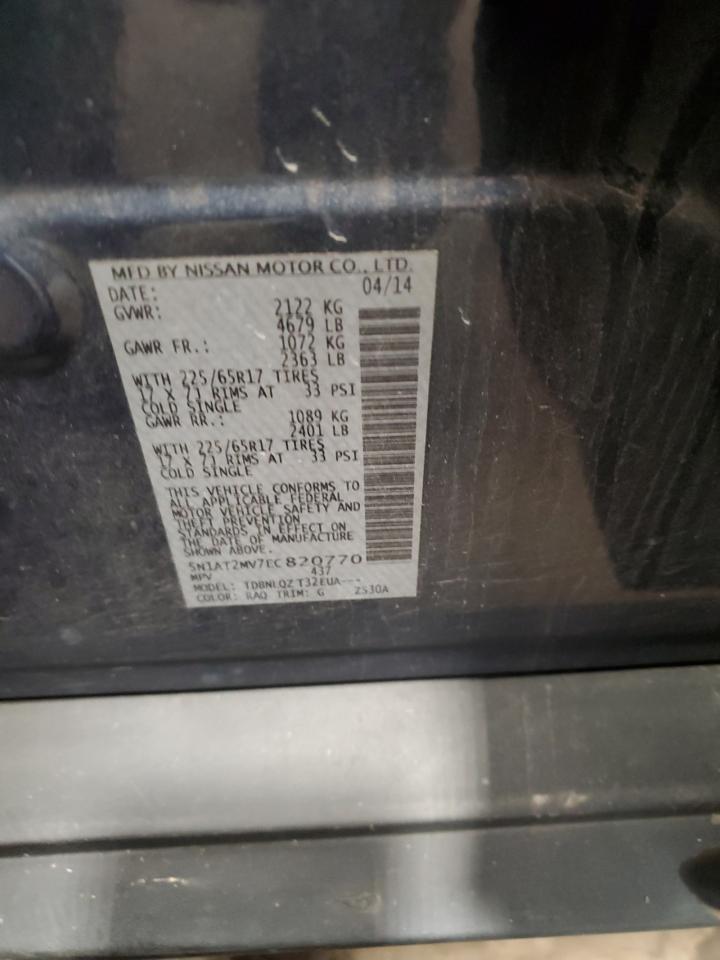 MFD BY NISSAN MOTOR CO., LTD.
DATE: 04/14
GVWR: 2122 KG
4679 LB
GAWR FR.: 1072 KG
2363 LB
WITH 225/65R17 TIRES
17 X 7J RIMS AT 33 PSI
COLD SINGLE
GAWR RR.: 1089 KG
2401 LB
WITH 225/65R17 TIRES
17 X 7J RIMS AT 33 PSI
COLD SINGLE
THIS VEHICLE CONFORMS TO
ALL APPLICABLE FEDERAL
MOTOR VEHICLE SAFETY AND
THEFT PREVENTION
STANDARDS IN EFFECT ON
THE DATE OF MANUFACTURE
SHOWN ABOVE.
5N1AT2MV7EC820770
MPV 437
MODEL: TDBNLQZ T32EUA---
COLOR: RAQ TRIM: G ZS30A